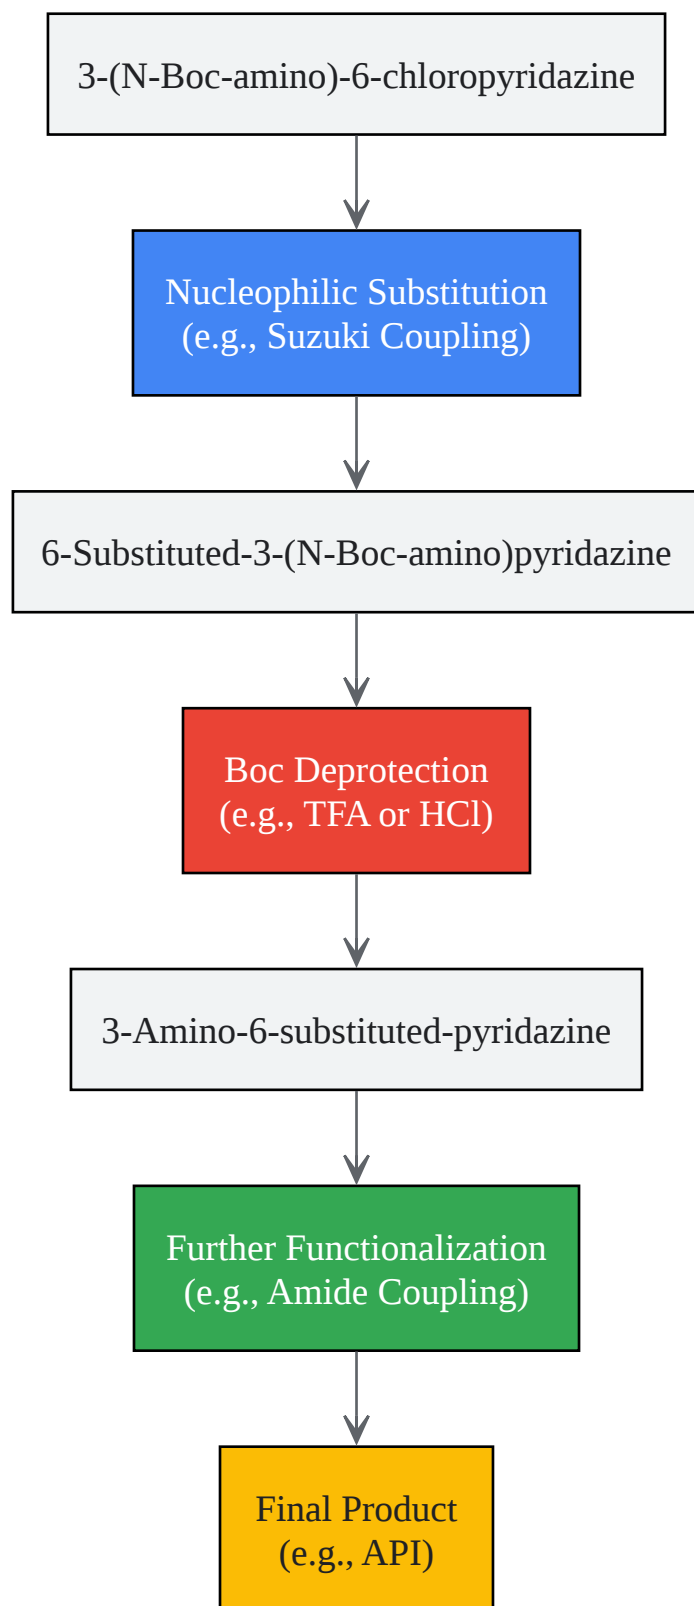 3-(N-Boc-amino)-6-chloropyridazine
Nucleophilic Substitution
(e.g., Suzuki Coupling)
6-Substituted-3-(N-Boc-amino)pyridazine
Boc Deprotection
(e.g., TFA or HCl)
3-Amino-6-substituted-pyridazine
Further Functionalization
(e.g., Amide Coupling)
Final Product
(e.g., API)